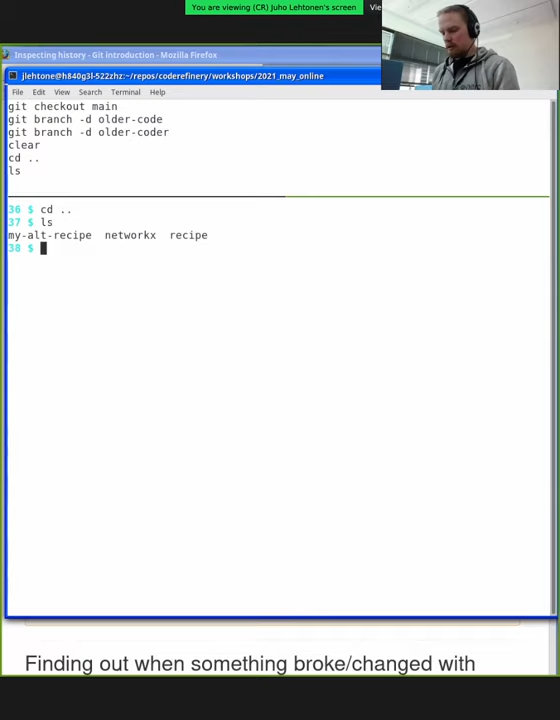 You are viewing (CR) Juho Lehtonen's screen
Vie
Inspecting history - Git introduction - Mozilla Firefox
jlehtone@h840g3l-522zhz:~/repos/coderefinery/workshops/2021_may_online
File Edit View Search Terminal Help
git checkout main
git branch -d older-code
git branch -d older-coder
clear
cd ..
ls
36 $ cd ..
37 $ ls
my-alt-recipe networkx recipe
38 $
Finding out when something broke/changed with